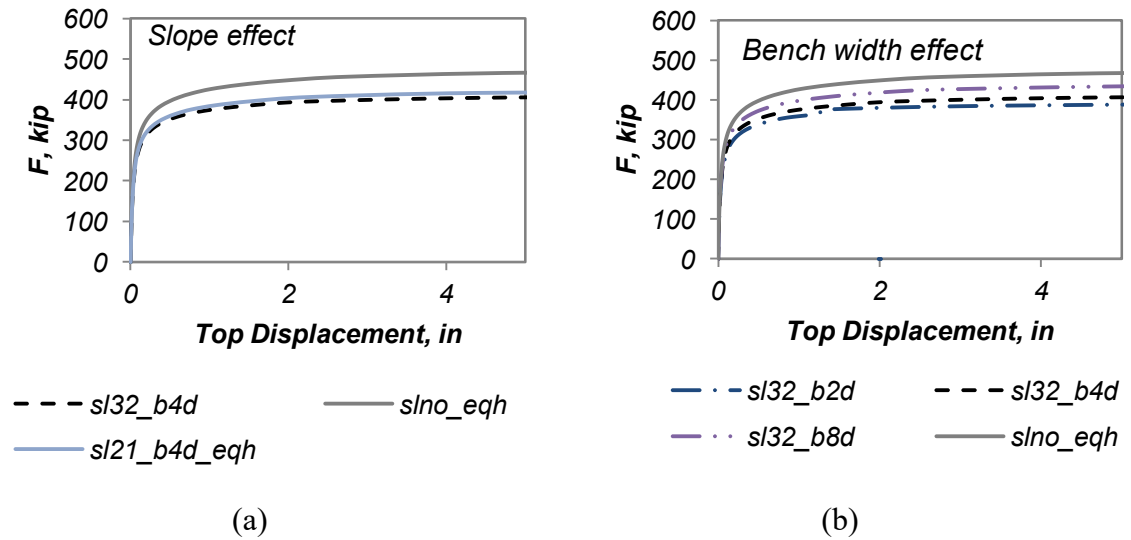 Slope effect
600
500
400
300
200
100
0
F, kip
0 2 4
Top Displacement, in
sl32_b4d slno_eqh
sl21_b4d_eqh
(a)
Bench width effect
600
500
400
300
200
100
0
F, kip
0 2 4
Top Displacement, in
sl32_b2d sl32_b4d
sl32_b8d slno_eqh
(b)